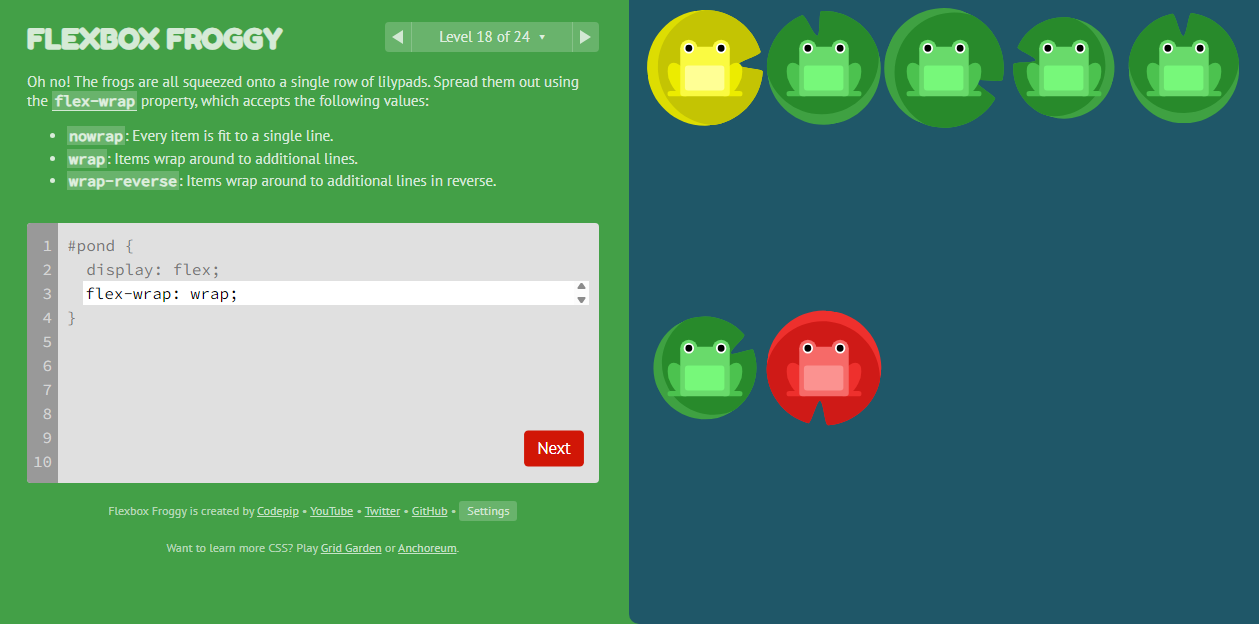 FLEXBOX FROGGY
◀ Level 18 of 24 ▼ ▶
Oh no! The frogs are all squeezed onto a single row of lilypads. Spread them out using
the flex-wrap property, which accepts the following values:
• nowrap: Every item is fit to a single line.
• wrap: Items wrap around to additional lines.
• wrap-reverse: Items wrap around to additional lines in reverse.
1 #pond {
2 display: flex;
3 flex-wrap: wrap;
4 }
5
6
7
8
9
10
Next
Flexbox Froggy is created by Codepip • YouTube • Twitter • GitHub • Settings
Want to learn more CSS? Play Grid Garden or Anchoreum.